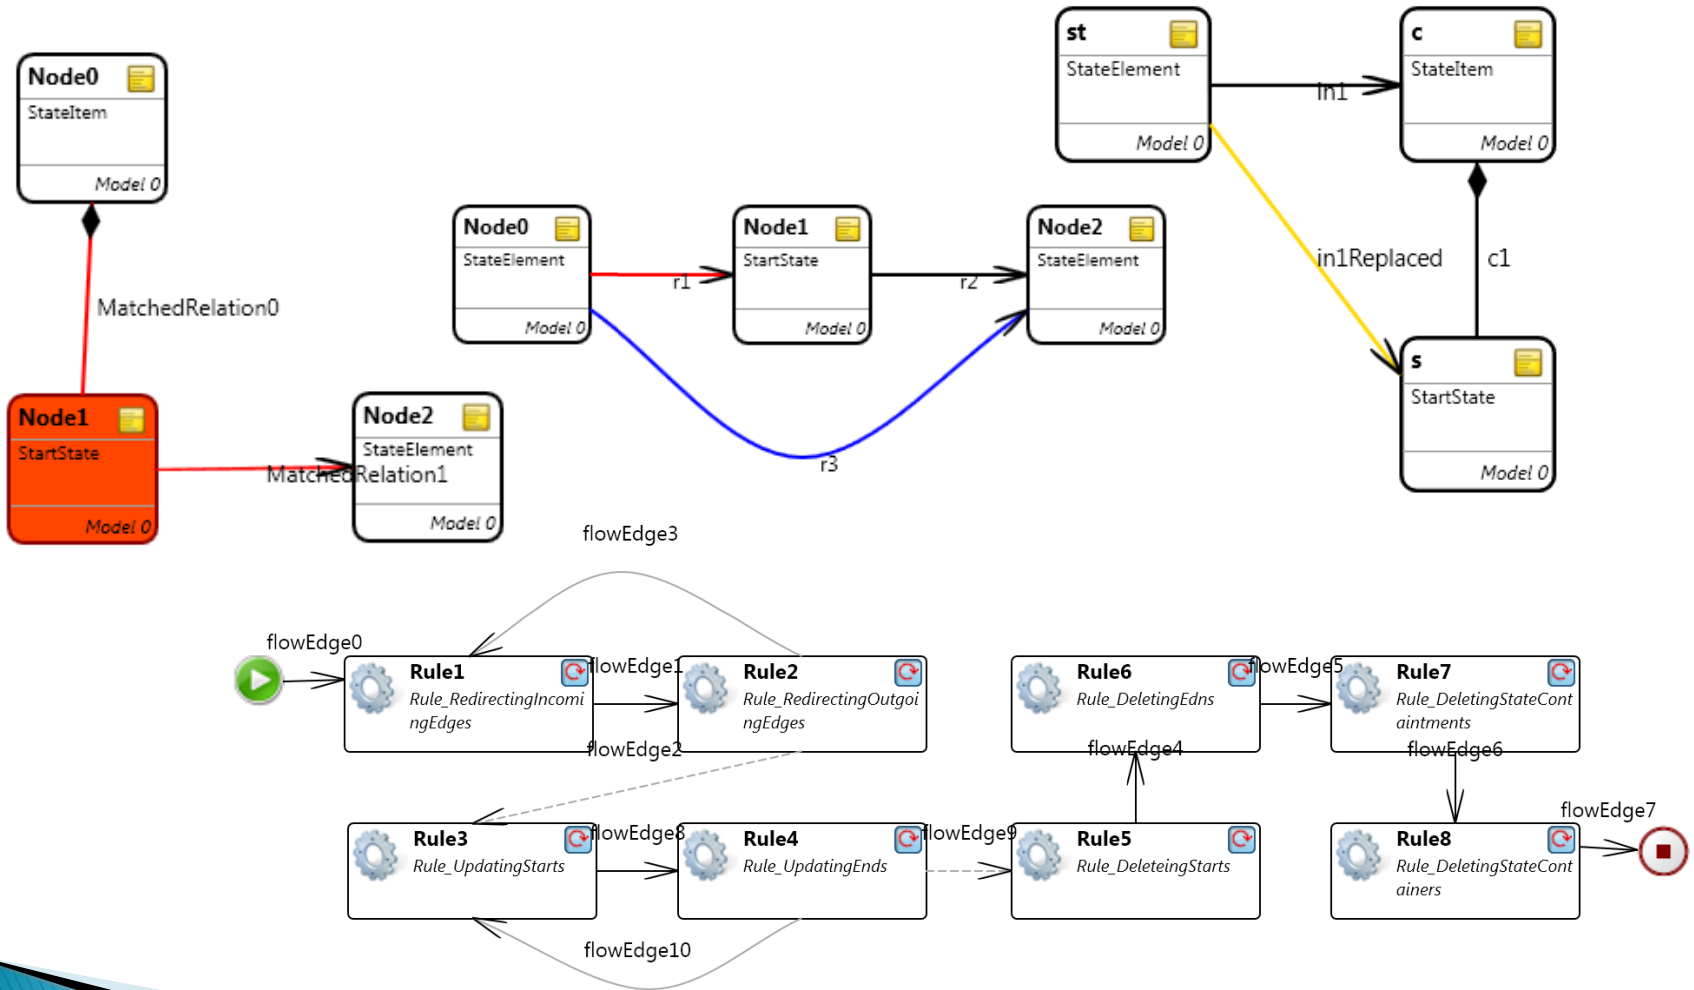 Node0
StateItem
Model 0
MatchedRelation0
Node1
StartState
Model 0
MatchedRelation1
Node2
StateElement
Model 0
Node0
StateElement
Model 0
r1
Node1
StartState
Model 0
r2
Node2
StateElement
Model 0
r3
st
StateElement
Model 0
in1
c
StateItem
Model 0
in1Replaced
c1
s
StartState
Model 0
flowEdge3
flowEdge0
Rule1
Rule_RedirectingIncomi
ngEdges
flowEdge1
Rule2
Rule_RedirectingOutgoi
ngEdges
flowEdge2
Rule6
Rule_DeletingEdns
flowEdge5
Rule7
Rule_DeletingStateCont
aintments
flowEdge4
flowEdge6
Rule3
Rule_UpdatingStarts
flowEdge8
Rule4
Rule_UpdatingEnds
flowEdge9
Rule5
Rule_DeleteingStarts
Rule8
Rule_DeletingStateCont
ainers
flowEdge7
flowEdge10